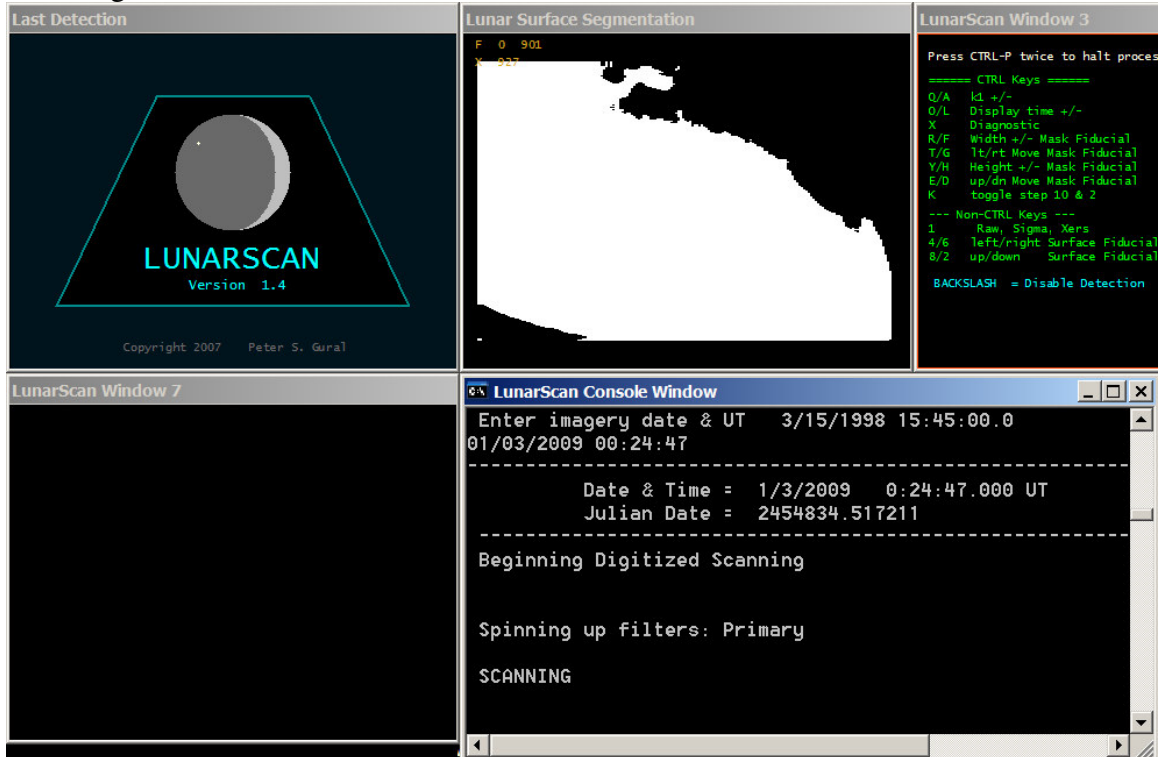 Last Detection
LUNARSCAN
Version 1.4
Copyright 2007 Peter S. Gural
Lunar Surface Segmentation
F 0 901
X 927
LunarScan Window 3
Press CTRL-P twice to halt proces
====== CTRL Keys ======
Q/A k1 +/-
O/L Display time +/-
X Diagnostic
R/F Width +/- Mask Fiducial
T/G lt/rt Move Mask Fiducial
Y/H Height +/- Mask Fiducial
E/D up/dn Move Mask Fiducial
K toggle step 10 & 2
--- Non-CTRL Keys ---
1 Raw, Sigma, Xers
4/6 left/right Surface Fiducial
8/2 up/down Surface Fiducial
BACKSLASH = Disable Detection
LunarScan Window 7
LunarScan Console Window
Enter imagery date & UT 3/15/1998 15:45:00.0
01/03/2009 00:24:47
Date & Time = 1/3/2009 0:24:47.000 UT
Julian Date = 2454834.517211
Beginning Digitized Scanning
Spinning up filters: Primary
SCANNING